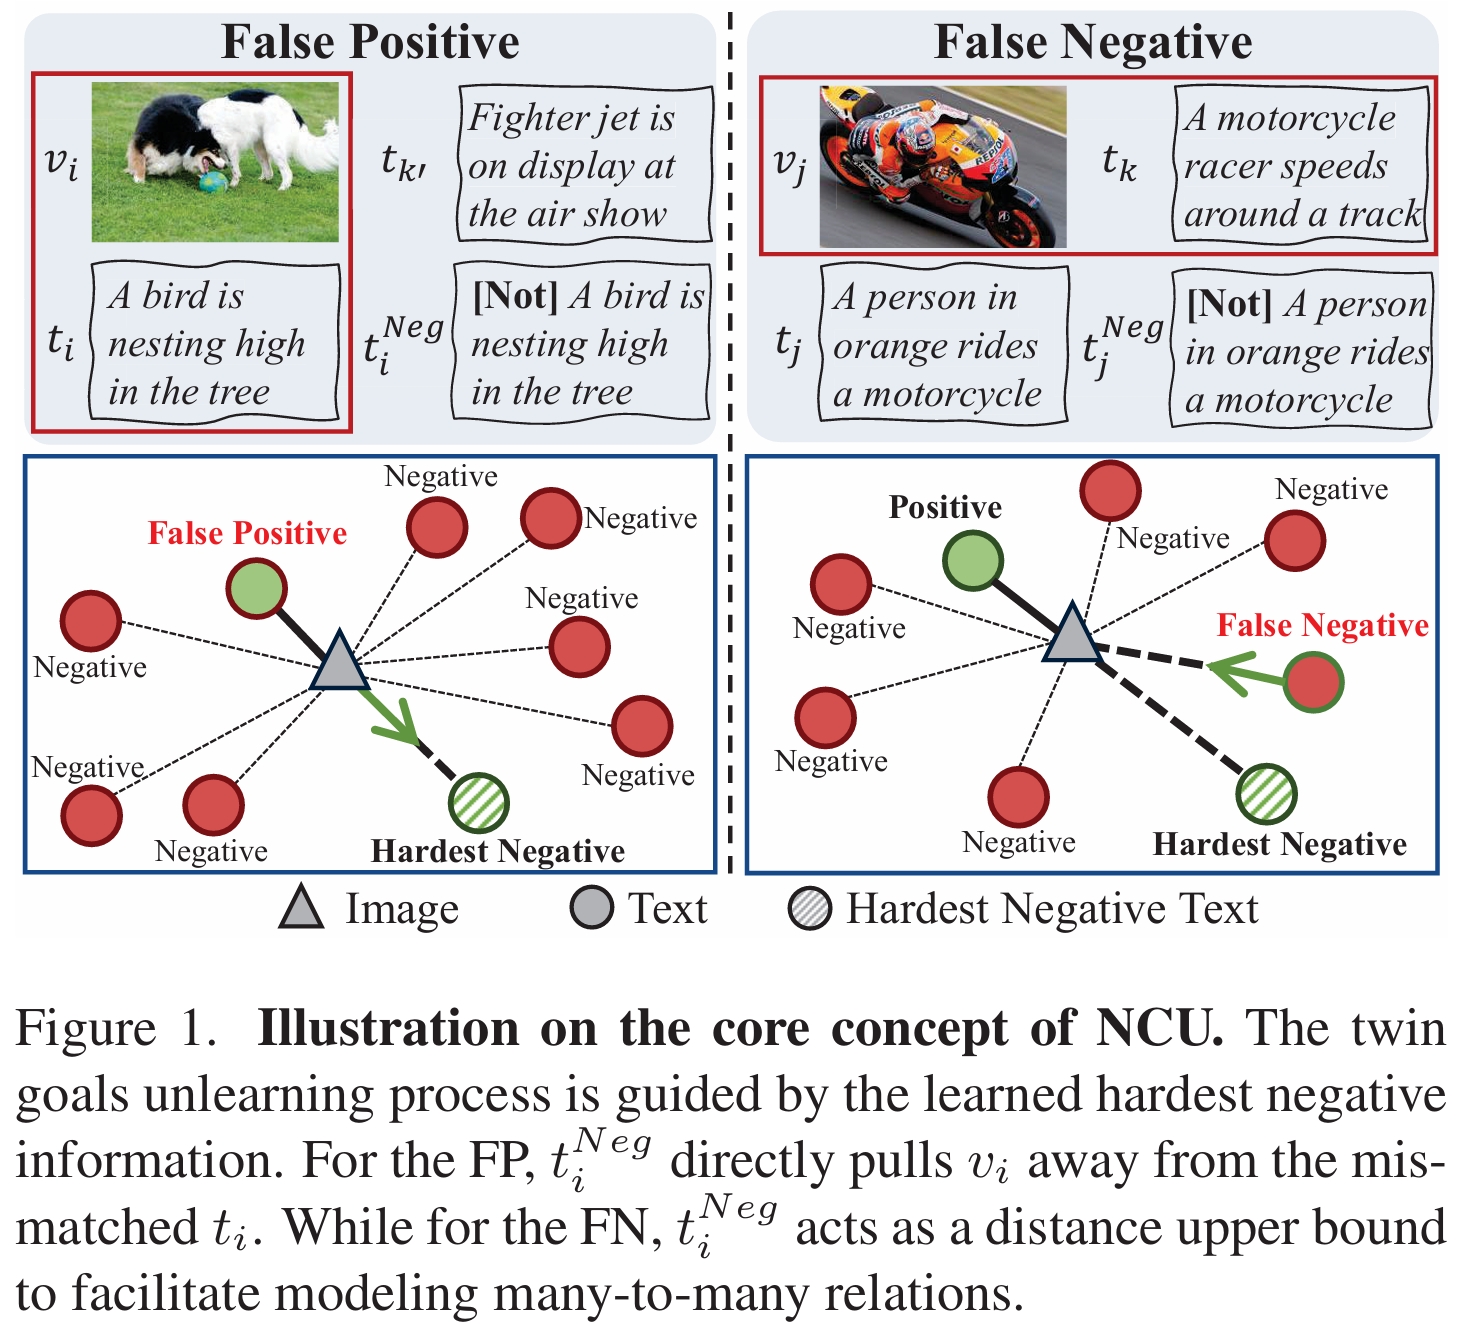 False Positive
v_i
t_k'
Fighter jet is
on display at
the air show
t_i
A bird is
nesting high
in the tree
t_i^Neg
[Not] A bird is
nesting high
in the tree
False Negative
v_j
REPSOL
t_k
A motorcycle
racer speeds
around a track
t_j
A person in
orange rides
a motorcycle
t_j^Neg
[Not] A person
in orange rides
a motorcycle
Negative
Negative
False Positive
Negative
Negative
Negative
Negative
Negative
Hardest Negative
Positive
Negative
Negative
Negative
False Negative
Negative
Negative
Hardest Negative
Image
Text
Hardest Negative Text
Figure 1. Illustration on the core concept of NCU. The twin
goals unlearning process is guided by the learned hardest negative
information. For the FP, t_i^Neg directly pulls v_i away from the mis-
matched t_i. While for the FN, t_i^Neg acts as a distance upper bound
to facilitate modeling many-to-many relations.